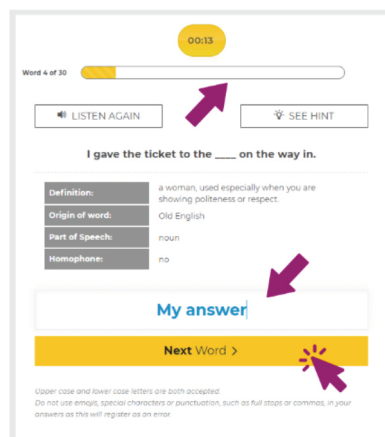 00:13
Word 4 of 30
LISTEN AGAIN
SEE HINT
I gave the ticket to the ____ on the way in.
Definition: a woman, used especially when you are
showing politeness or respect.
Origin of word: Old English
Part of Speech: noun
Homophone: no
My answer
Next Word >
Upper case and lower case letters are both accepted.
Do not use emojis, special characters or punctuation, such as full stops or commas, in your
answers as this will register as an error.